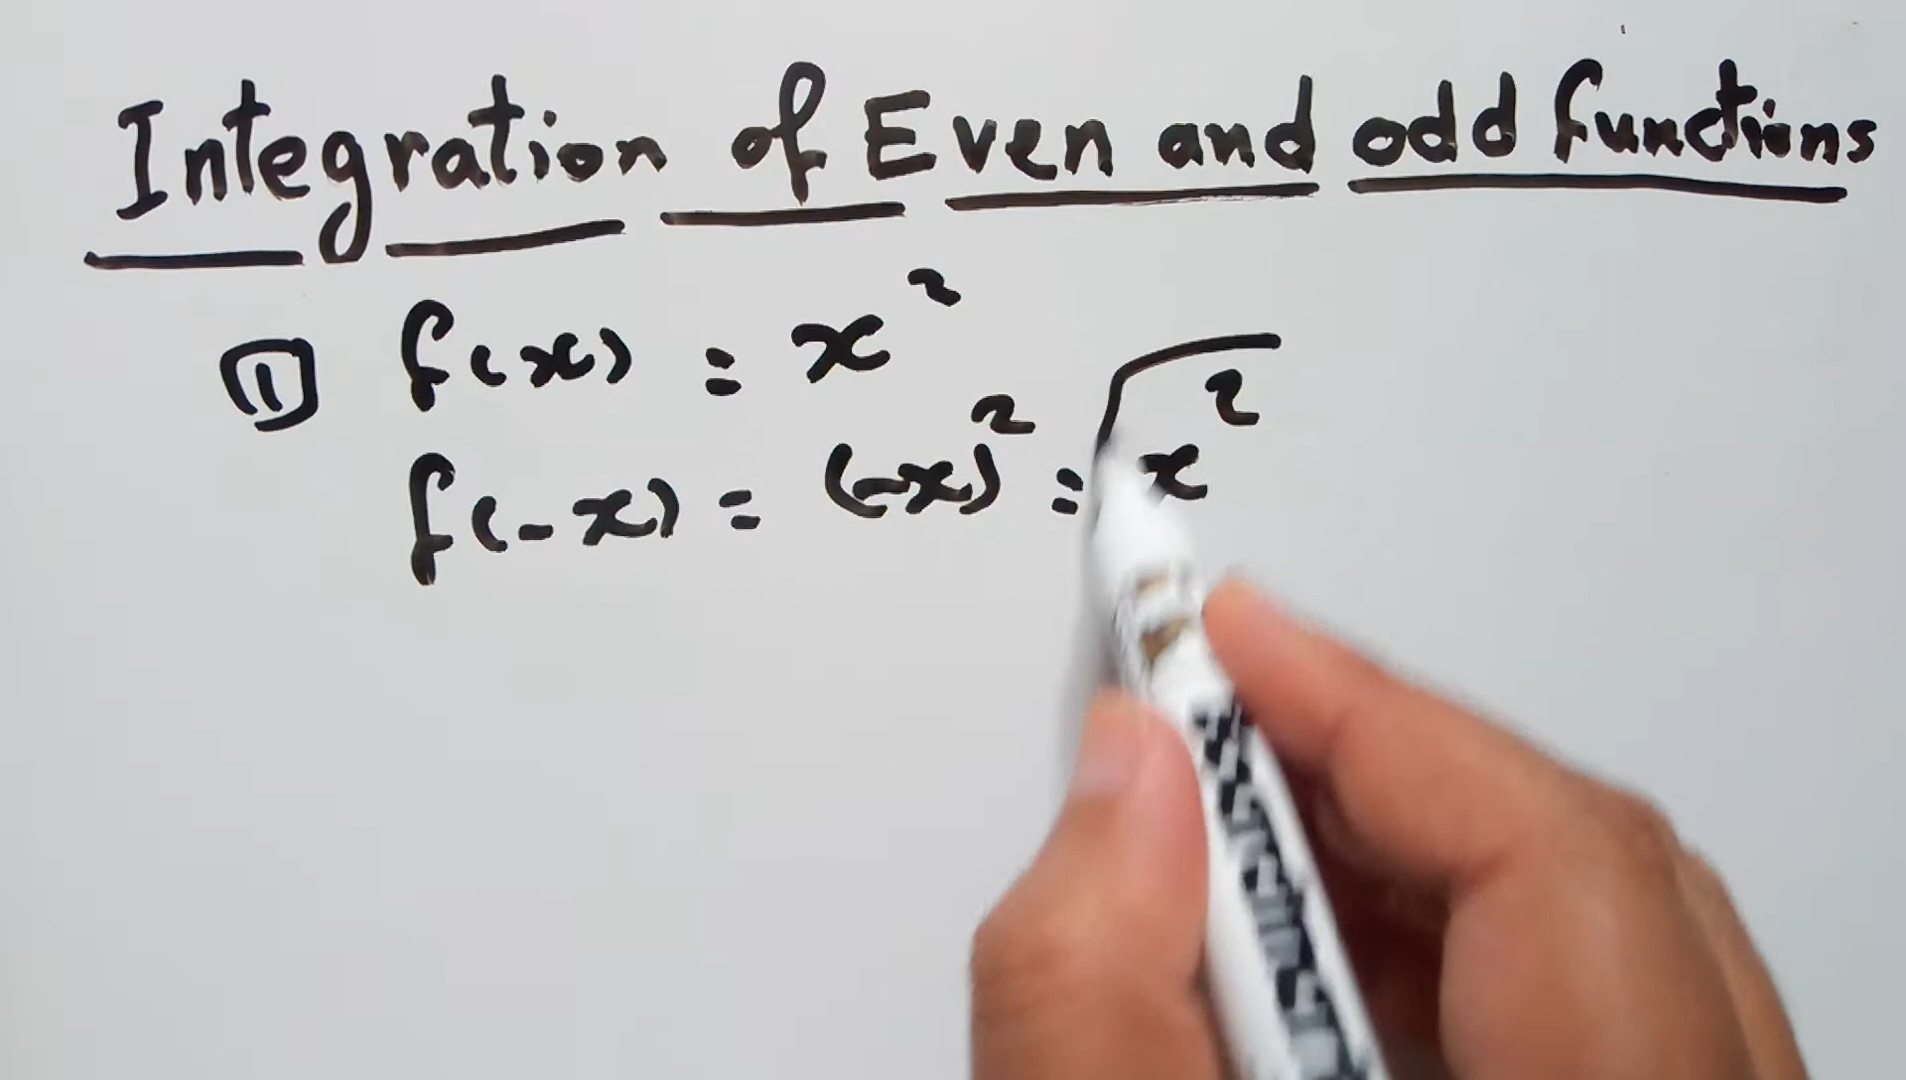 Integration of Even and odd functions
1 f(x) = x²
f(-x) = (-x)² = x²